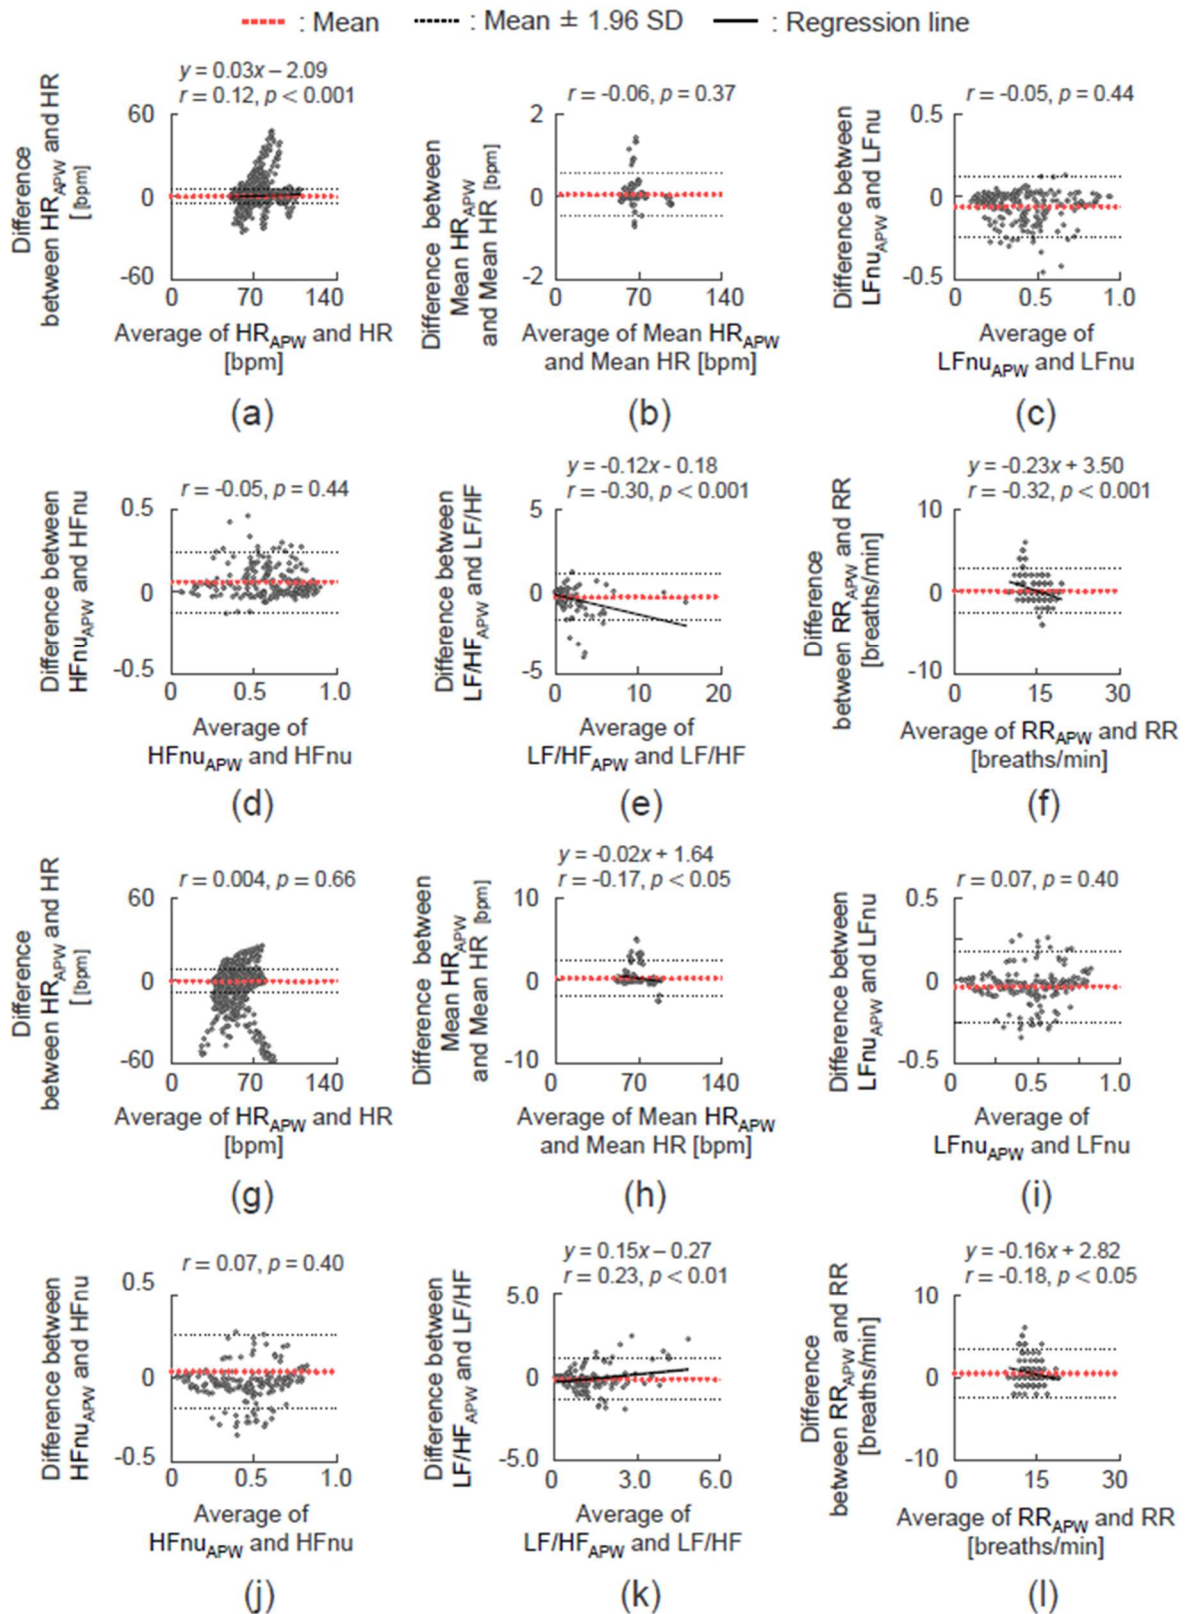 : Mean : Mean ± 1.96 SD : Regression line
y = 0.03x – 2.09
r = 0.12, p < 0.001
Difference
between HRAPW and HR
[bpm]
60
0
-60
0 70 140
Average of HRAPW and HR
[bpm]
(a)
r = -0.06, p = 0.37
Difference between
Mean HRAPW
and Mean HR [bpm]
2
0
-2
0 70 140
Average of Mean HRAPW
and Mean HR [bpm]
(b)
r = -0.05, p = 0.44
Difference between
LFnuAPW and LFnu
0.5
0
-0.5
0 0.5 1.0
Average of
LFnuAPW and LFnu
(c)
r = -0.05, p = 0.44
Difference between
HFnuAPW and HFnu
0.5
0
-0.5
0 0.5 1.0
Average of
HFnuAPW and HFnu
(d)
y = -0.12x - 0.18
r = -0.30, p < 0.001
Difference between
LF/HFAPW and LF/HF
5
0
-5
0 10 20
Average of
LF/HFAPW and LF/HF
(e)
y = -0.23x + 3.50
r = -0.32, p < 0.001
Difference
between RRAPW and RR
[breaths/min]
10
0
-10
0 15 30
Average of RRAPW and RR
[breaths/min]
(f)
r = 0.004, p = 0.66
Difference
between HRAPW and HR
[bpm]
60
0
-60
0 70 140
Average of HRAPW and HR
[bpm]
(g)
y = -0.02x + 1.64
r = -0.17, p < 0.05
Difference between
Mean HRAPW
and Mean HR [bpm]
10
0
-10
0 70 140
Average of Mean HRAPW
and Mean HR [bpm]
(h)
r = 0.07, p = 0.40
Difference between
LFnuAPW and LFnu
0.5
0
-0.5
0 0.5 1.0
Average of
LFnuAPW and LFnu
(i)
r = 0.07, p = 0.40
Difference between
HFnuAPW and HFnu
0.5
0
-0.5
0 0.5 1.0
Average of
HFnuAPW and HFnu
(j)
y = 0.15x – 0.27
r = 0.23, p < 0.01
Difference between
LF/HFAPW and LF/HF
5.0
0
-5.0
0 3.0 6.0
Average of
LF/HFAPW and LF/HF
(k)
y = -0.16x + 2.82
r = -0.18, p < 0.05
Difference
between RRAPW and RR
[breaths/min]
10
0
-10
0 15 30
Average of RRAPW and RR
[breaths/min]
(l)